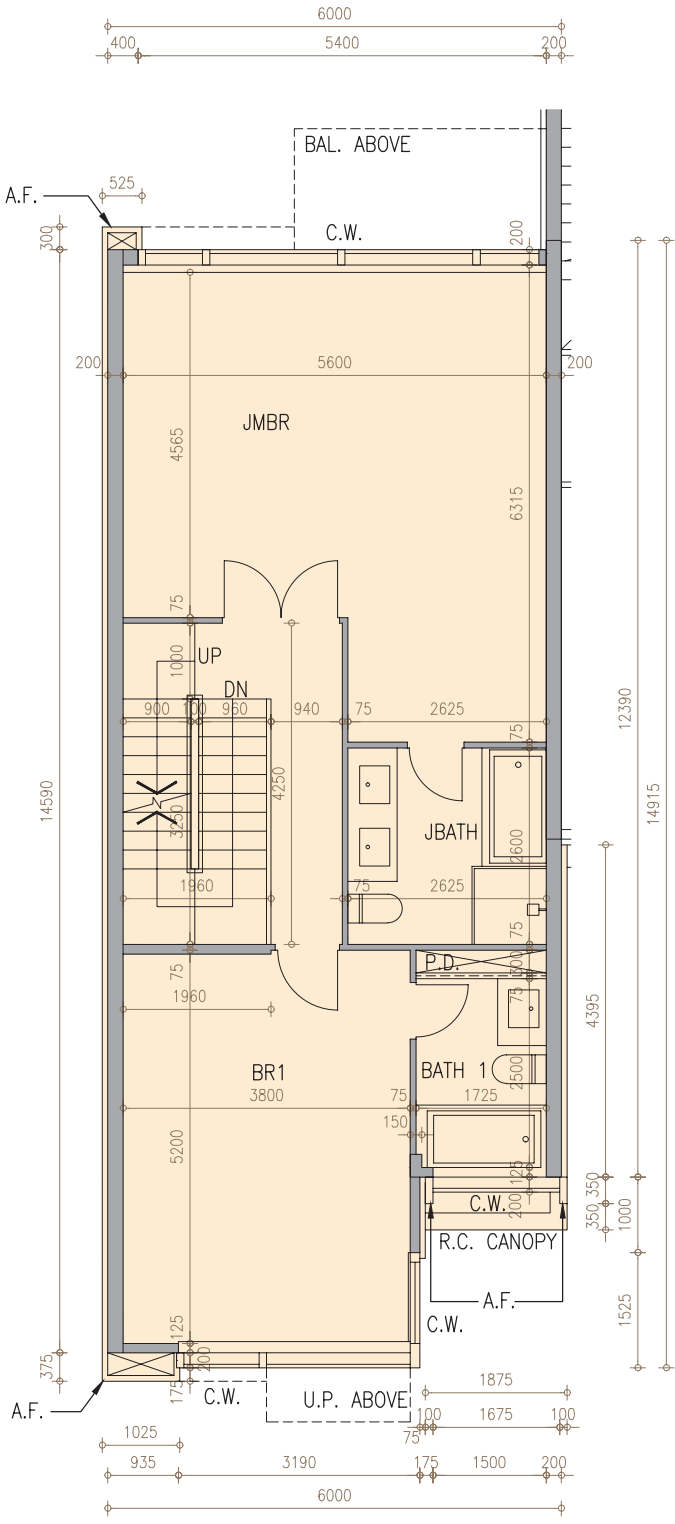 6000
400 5400 200
BAL. ABOVE
A.F. 525
C.W.
300 200
200 5600 200
JMBR
4565 6315
75
1000 UP
DN
900 100 960 940 75 2625
75
12390
14590 14915
4250
3250 JBATH
2600
1960 75 2625
75
P.D. 300
75 75
1960
4395
BR1 BATH 1
2500
3800 75 1725
150
5200
125
350
200 C.W.
350 1000
R.C. CANOPY
A.F.
C.W.
1525
125
375 200
175 C.W. U.P. ABOVE
1875
A.F.
100 1675 100
75
1025
935 3190 175 1500 200
6000